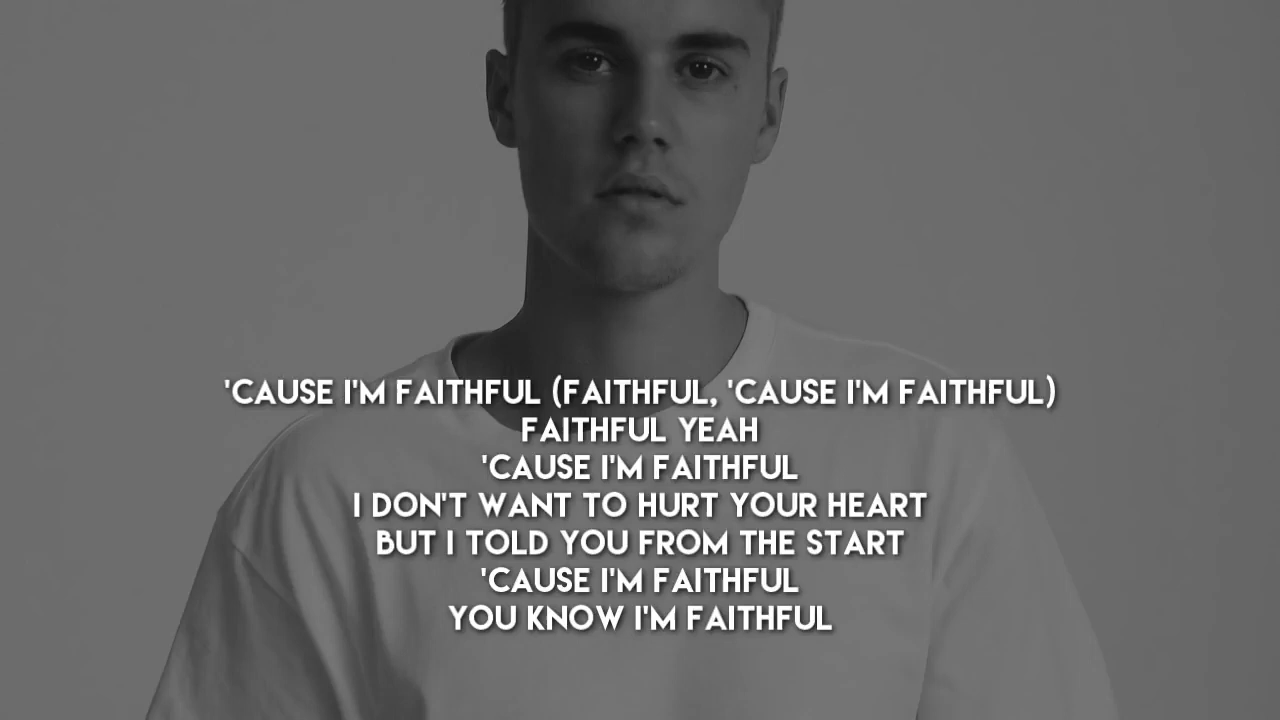 'CAUSE I'M FAITHFUL (FAITHFUL, 'CAUSE I'M FAITHFUL)
FAITHFUL YEAH
'CAUSE I'M FAITHFUL
I DON'T WANT TO HURT YOUR HEART
BUT I TOLD YOU FROM THE START
'CAUSE I'M FAITHFUL
YOU KNOW I'M FAITHFUL